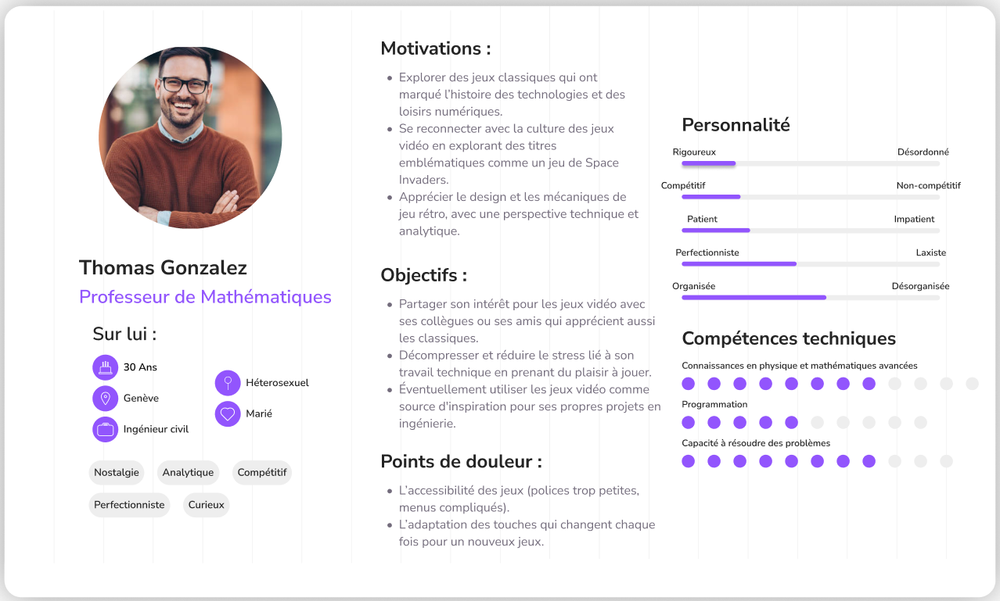 Thomas Gonzalez
Professeur de Mathématiques
Sur lui :
30 Ans
Genève
Ingénieur civil
Héterosexuel
Marié
Nostalgie
Analytique
Compétitif
Perfectionniste
Curieux
Motivations :
• Explorer des jeux classiques qui ont
marqué l’histoire des technologies et des
loisirs numériques.
• Se reconnecter avec la culture des jeux
vidéo en explorant des titres
emblématiques comme un jeu de Space
Invaders.
• Apprécier le design et les mécaniques de
jeu rétro, avec une perspective technique et
analytique.
Objectifs :
• Partager son intérêt pour les jeux vidéo avec
ses collègues ou ses amis qui apprécient aussi
les classiques.
• Décompresser et réduire le stress lié à son
travail technique en prenant du plaisir à jouer.
• Éventuellement utiliser les jeux vidéo comme
source d'inspiration pour ses propres projets en
ingénierie.
Points de douleur :
• L’accessibilité des jeux (polices trop petites,
menus compliqués).
• L’adaptation des touches qui changent chaque
fois pour un nouveux jeux.
Personnalité
Rigoureux Désordonné
Compétitif Non-compétitif
Patient Impatient
Perfectionniste Laxiste
Organisée Désorganisée
Compétences techniques
Connaissances en physique et mathématiques avancées
Programmation
Capacité à résoudre des problèmes